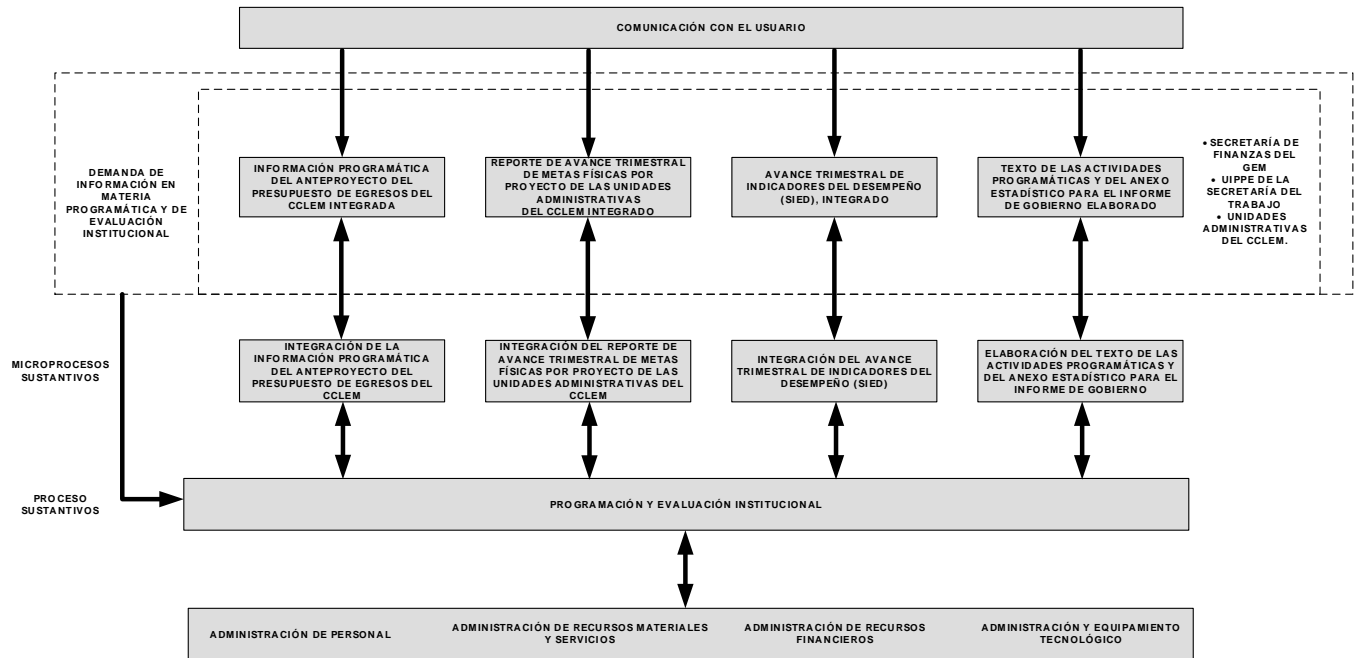 COMUNICACIÓN CON EL USUARIO
DEMANDA DE
INFORMACIÓN EN
MATERIA
PROGRAMÁTICA Y DE
EVALUACIÓN
INSTITUCIONAL
INFORMACIÓN PROGRAMÁTICA
DEL ANTEPROYECTO DEL
PRESUPUESTO DE EGRESOS DEL
CCLEM INTEGRADA
REPORTE DE AVANCE TRIMESTRAL
DE METAS FÍSICAS POR
PROYECTO DE LAS UNIDADES
ADMINISTRATIVAS
DEL CCLEM INTEGRADO
AVANCE TRIMESTRAL DE
INDICADORES DEL DESEMPEÑO
(SIED), INTEGRADO
TEXTO DE LAS ACTIVIDADES
PROGRAMÁTICAS Y DEL ANEXO
ESTADÍSTICO PARA EL INFORME
DE GOBIERNO ELABORADO
• SECRETARÍA DE
FINANZAS DEL
GEM
• UIPPE DE LA
SECRETARÍA DEL
TRABAJO
• UNIDADES
ADMINISTRATIVAS
DEL CCLEM.
MICROPROCESOS
SUSTANTIVOS
INTEGRACIÓN DE LA
INFORMACIÓN PROGRAMÁTICA
DEL ANTEPROYECTO DEL
PRESUPUESTO DE EGRESOS DEL
CCLEM
INTEGRACIÓN DEL REPORTE DE
AVANCE TRIMESTRAL DE METAS
FÍSICAS POR PROYECTO DE LAS
UNIDADES ADMINISTRATIVAS DEL
CCLEM
INTEGRACIÓN DEL AVANCE
TRIMESTRAL DE INDICADORES DEL
DESEMPEÑO (SIED)
ELABORACIÓN DEL TEXTO DE LAS
ACTIVIDADES PROGRAMÁTICAS Y
DEL ANEXO ESTADÍSTICO PARA EL
INFORME DE GOBIERNO
PROCESO
SUSTANTIVOS
PROGRAMACIÓN Y EVALUACIÓN INSTITUCIONAL
ADMINISTRACIÓN DE PERSONAL
ADMINISTRACIÓN DE RECURSOS MATERIALES
Y SERVICIOS
ADMINISTRACIÓN DE RECURSOS
FINANCIEROS
ADMINISTRACIÓN Y EQUIPAMIENTO
TECNOLÓGICO